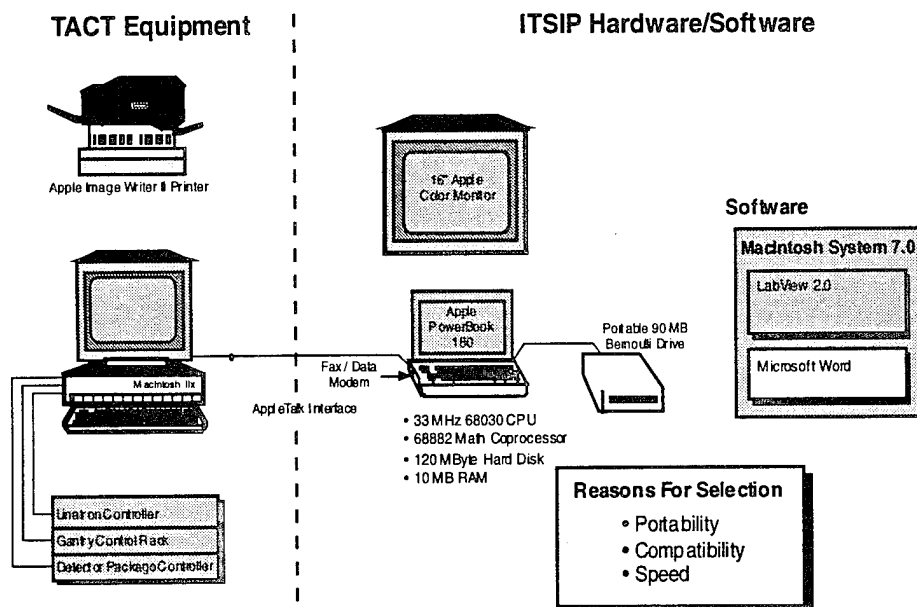 TACT Equipment
ITSIP Hardware/Software
Apple Image Writer II Printer
16" Apple
Color Monitor
Software
Macintosh System 7.0
LabView 2.0
Microsoft Word
Apple
PowerBook
180
Portable 90 MB
Bernoulli Drive
Fax / Data
Modem
Macintosh IIx
AppleTalk Interface
• 33 MHz 68030 CPU
• 68882 Math Coprocessor
• 120 MByte Hard Disk
• 10 MB RAM
Linatron Controller
Gantry Control Rack
Detector Package Controller
Reasons For Selection
• Portability
• Compatibility
• Speed